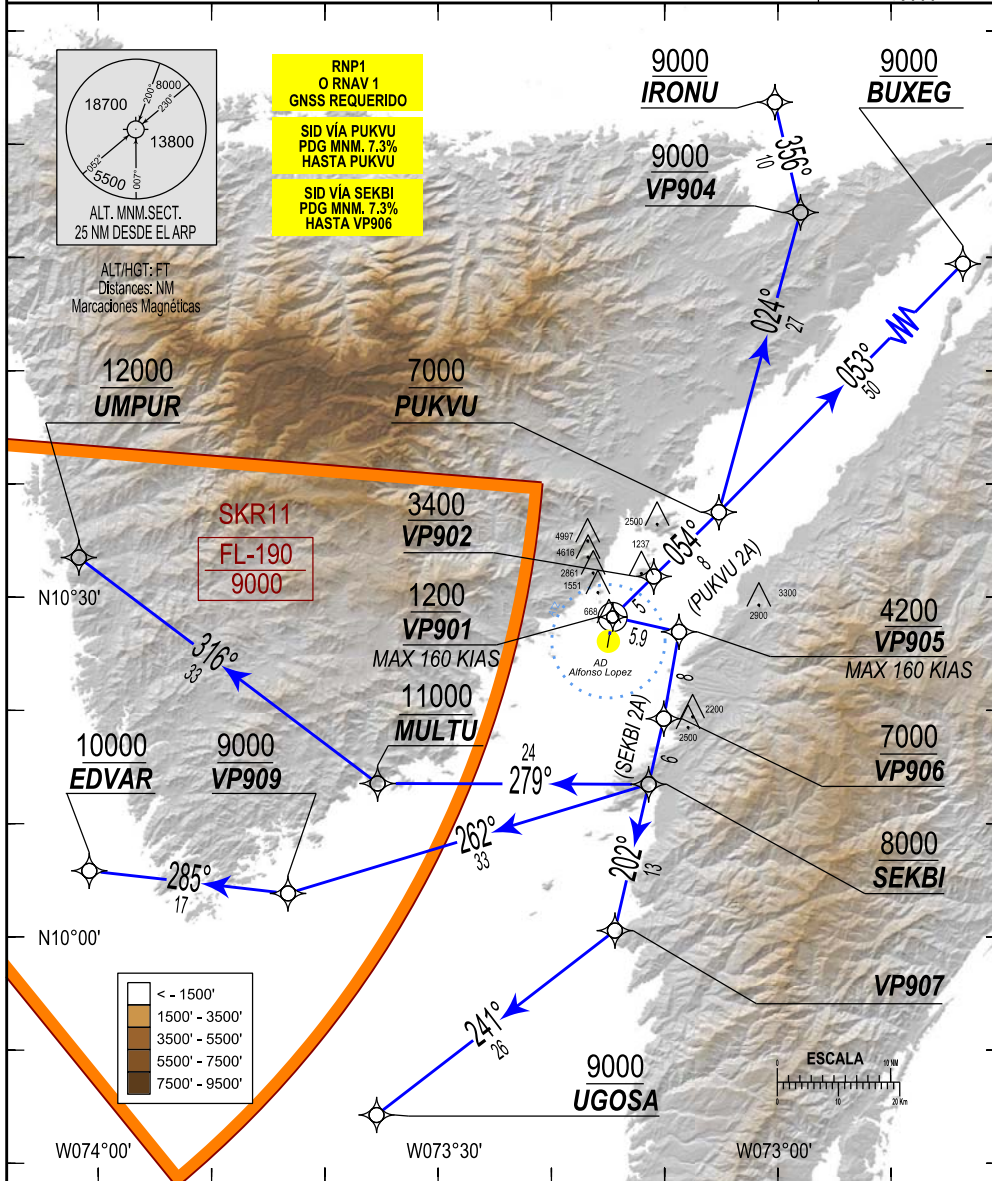 18700
8000
200°
230°
13800
052°
5500
007°
ALT. MNM.SECT.
25 NM DESDE EL ARP
ALT/HGT: FT
Distances: NM
Marcaciones Magnéticas
RNP1
O RNAV 1
GNSS REQUERIDO
SID VÍA PUKVU
PDG MNM. 7.3%
HASTA PUKVU
SID VÍA SEKBI
PDG MNM. 7.3%
HASTA VP906
9000
IRONU
9000
BUXEG
356°
10
9000
VP904
024°
27
053°
50
12000
UMPUR
7000
PUKVU
SKR11
FL-190
9000
3400
VP902
2500
4997
4616
2861
1551
1237
668
054°
8
5
(PUKVU 2A)
3300
2900
N10°30'
1200
VP901
MAX 160 KIAS
5.9
AD
Alfonso Lopez
4200
VP905
MAX 160 KIAS
8
316°
33
11000
MULTU
(SEKBI 2A)
2200
2500
6
7000
VP906
10000
EDVAR
9000
VP909
24
279°
262°
33
285°
17
202°
13
8000
SEKBI
N10°00'
VP907
< - 1500'
1500' - 3500'
3500' - 5500'
5500' - 7500'
7500' - 9500'
241°
26
9000
UGOSA
ESCALA
0
10 NM
0
10
20 Km
W074°00'
W073°30'
W073°00'